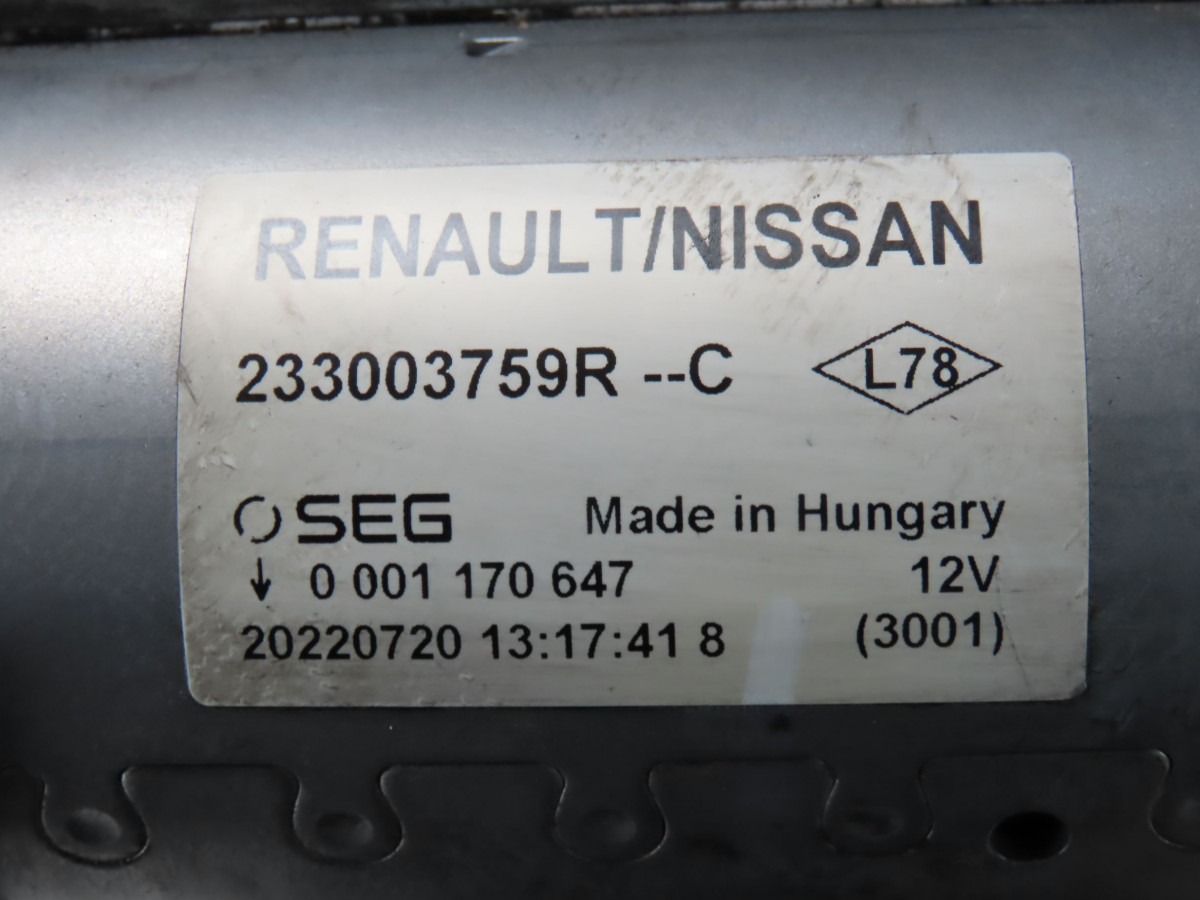 RENAULT/NISSAN
233003759R --C L78
SEG Made in Hungary
↓ 0 001 170 647 12V
20220720 13:17:41 8 (3001)